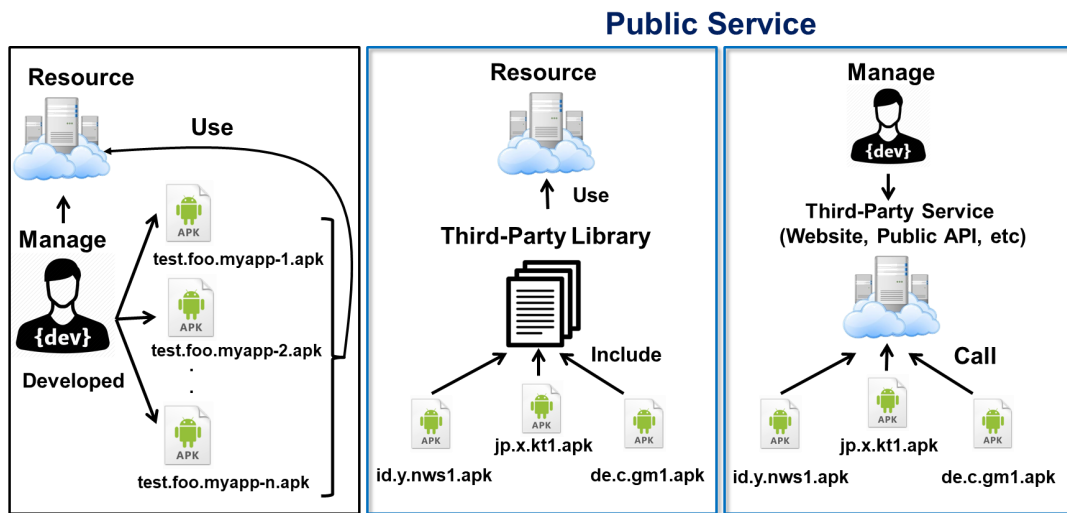 Public Service
Resource
Use
APK
test.foo.myapp-1.apk
Manage
{dev}
Developed
APK
test.foo.myapp-2.apk
.
.
.
APK
test.foo.myapp-n.apk
Resource
Use
Third-Party Library
Include
APK
id.y.nws1.apk
APK
jp.x.kt1.apk
APK
de.c.gm1.apk
Manage
{dev}
Third-Party Service
(Website, Public API, etc)
Call
APK
id.y.nws1.apk
APK
jp.x.kt1.apk
APK
de.c.gm1.apk